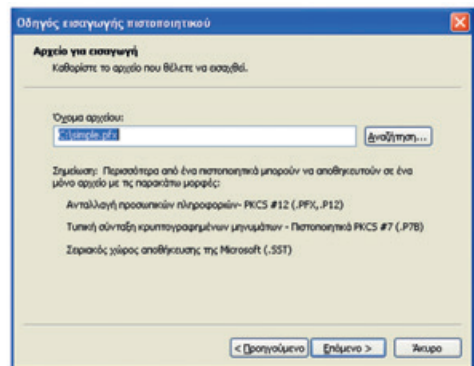 Οδηγός εισαγωγής πιστοποιητικού
Αρχείο για εισαγωγή
Καθορίστε το αρχείο που θέλετε να εισαχθεί.
Όνομα αρχείου:
C:\simple.pfx
Αναζήτηση...
Σημείωση: Περισσότερα από ένα πιστοποιητικά μπορούν να αποθηκευτούν σε ένα
μόνο αρχείο με τις παρακάτω μορφές:
Ανταλλαγή προσωπικών πληροφοριών- PKCS #12 (.PFX,.P12)
Τυπική σύνταξη κρυπτογραφημένων μηνυμάτων - Πιστοποιητικά PKCS #7 (.P7B)
Σειριακός χώρος αποθήκευσης της Microsoft (.SST)
< Προηγούμενο Επόμενο > Άκυρο